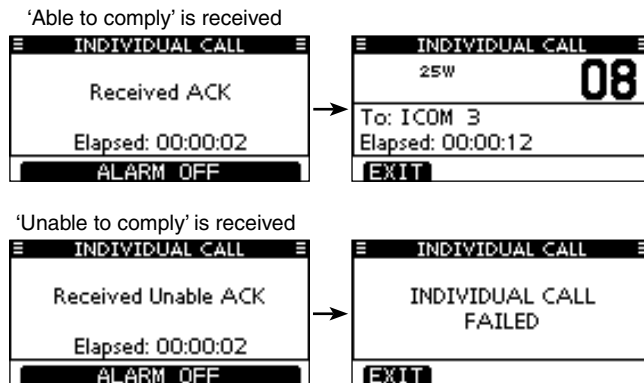 ‘Able to comply’ is received
INDIVIDUAL CALL
Received ACK
Elapsed: 00:00:02
ALARM OFF
INDIVIDUAL CALL
25W
08
To: ICOM 3
Elapsed: 00:00:12
EXIT
‘Unable to comply’ is received
INDIVIDUAL CALL
Received Unable ACK
Elapsed: 00:00:02
ALARM OFF
INDIVIDUAL CALL
INDIVIDUAL CALL
FAILED
EXIT